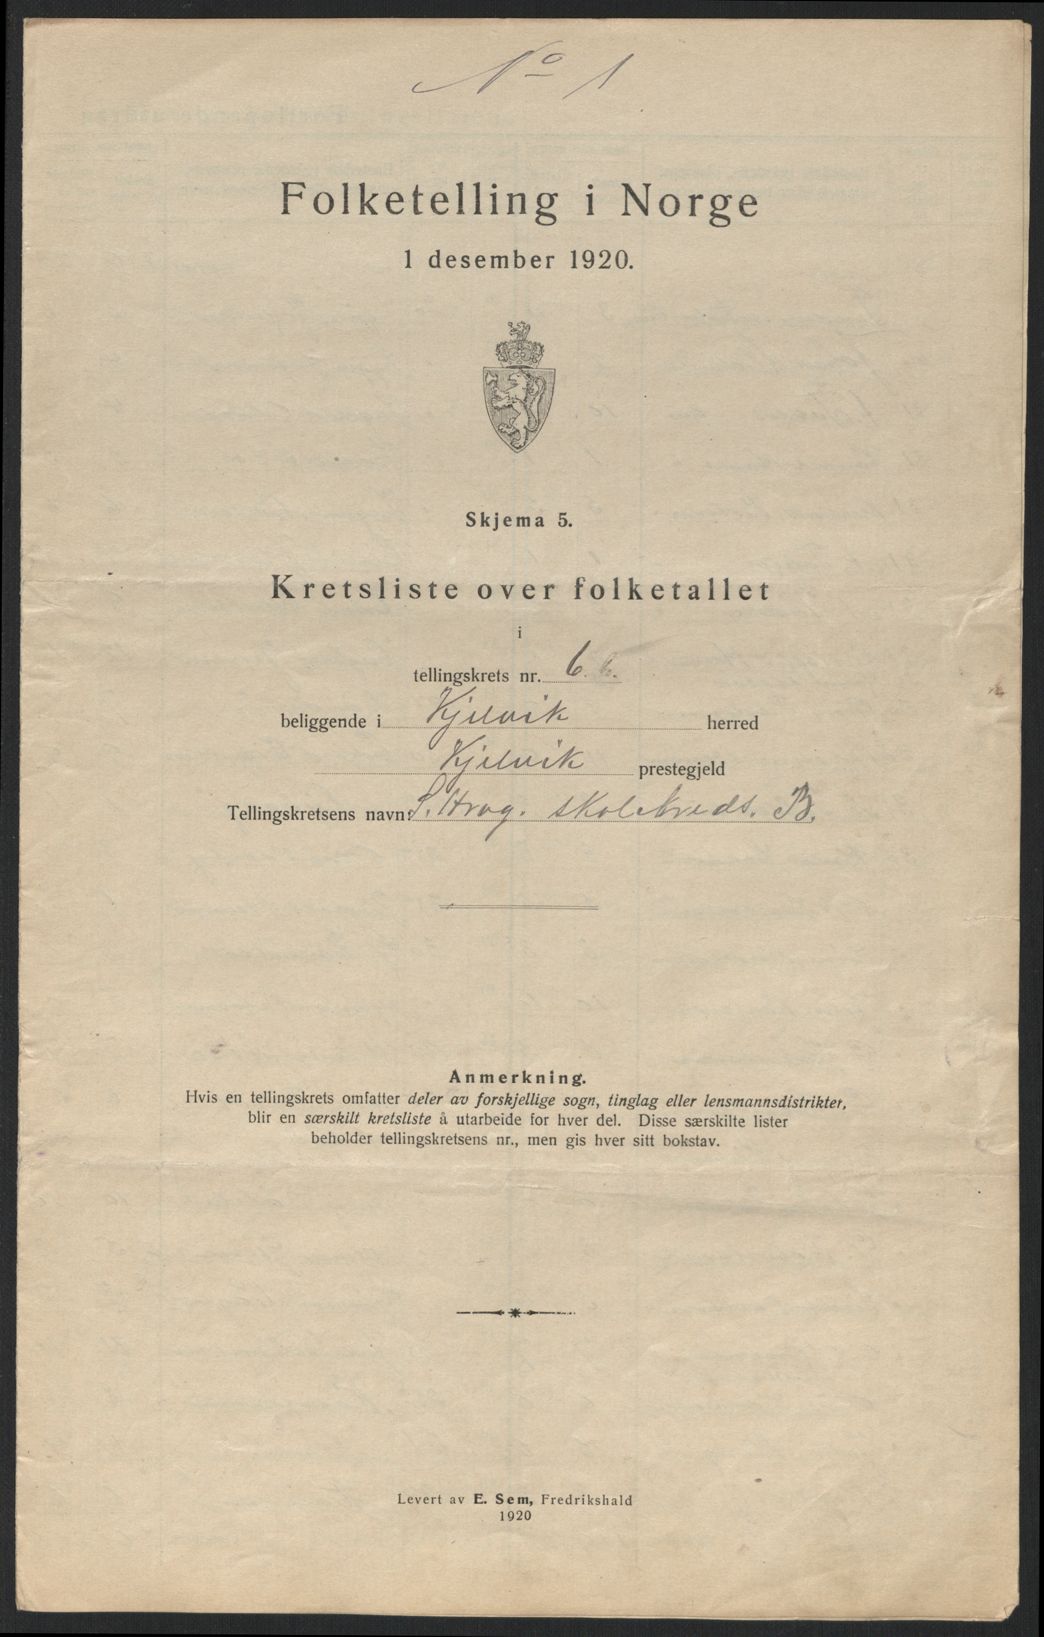 No 1
Folketelling i Norge
1 desember 1920.
Skjema 5.
Kretsliste over folketallet
i
tellingskrets nr. 6.
beliggende i Kjelvik herred
Kjelvik prestegjeld
Tellingskretsens navn: S. skolekreds. B.
Anmerkning.
Hvis en tellingskrets omfatter deler av forskjellige sogn, tinglag eller lensmannsdistrikter,
blir en særskilt kretsliste å utarbeide for hver del. Disse særskilte lister
beholder tellingskretsens nr., men gis hver sitt bokstav.
Levert av E. Sem, Fredrikshald
1920